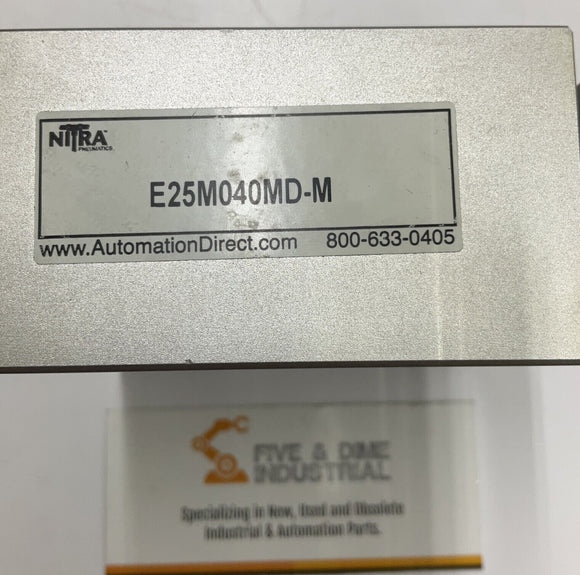 NITRA
PNEUMATICS
E25M040MD-M
www.AutomationDirect.com 800-633-0405
FIVE & DIME
INDUSTRIAL
Specializing in New, Used and Obsolete
Industrial & Automation Parts.